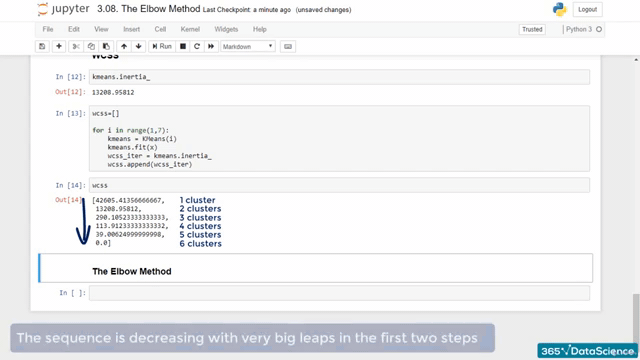 jupyter 3.08. The Elbow Method Last Checkpoint: a minute ago (unsaved changes)
Logout
File Edit View Insert Cell Kernel Widgets Help
Trusted
Python 3
Run
Markdown
WCSS
In [12]: kmeans.inertia_
Out[12]: 13208.95812
In [13]: wcss=[]
for i in range(1,7):
kmeans = KMeans(i)
kmeans.fit(x)
wcss_iter = kmeans.inertia_
wcss.append(wcss_iter)
In [14]: wcss
Out[14]: [42605.41356666667, 1 cluster
13208.95812, 2 clusters
290.10523333333333, 3 clusters
113.91233333333332, 4 clusters
39.00624999999998, 5 clusters
0.0] 6 clusters
The Elbow Method
In [ ]:
The sequence is decreasing with very big leaps in the first two steps
365 DataScience